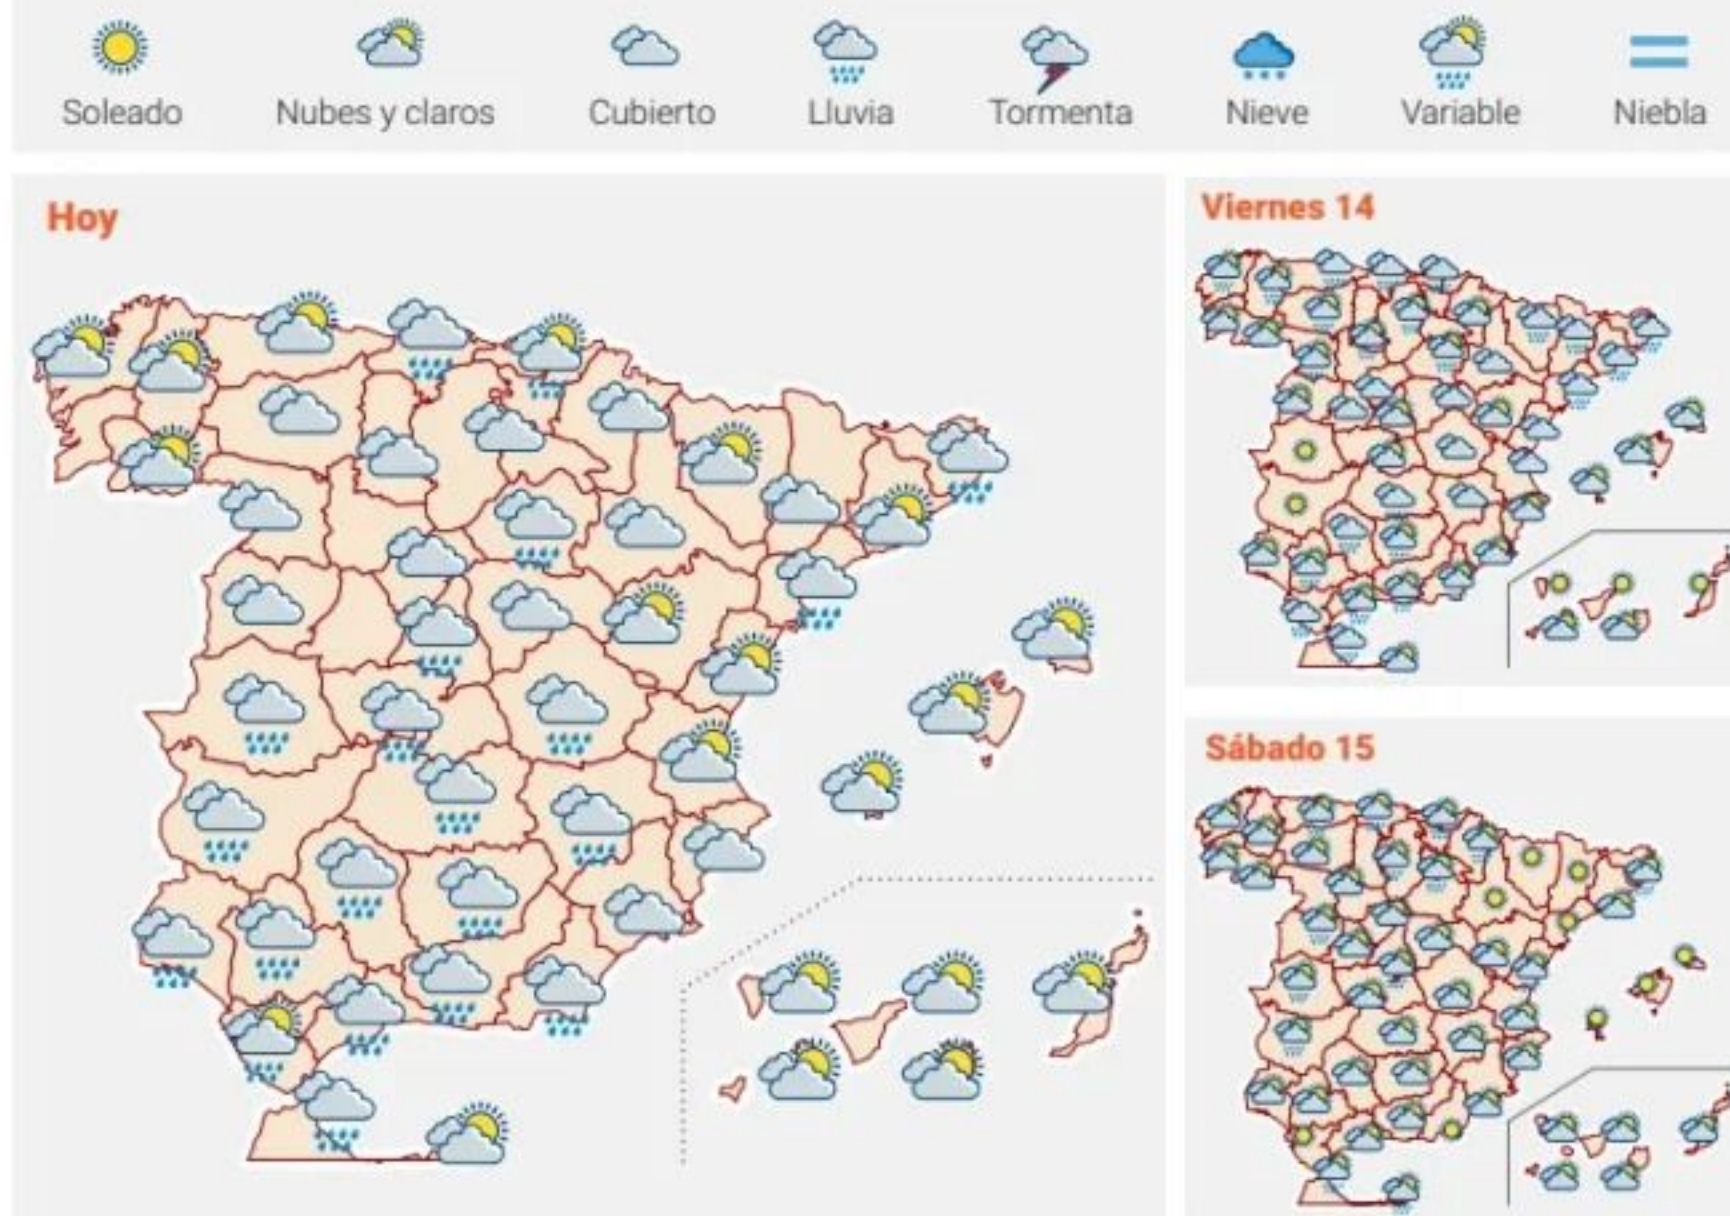 Soleado
Nubes y claros
Cubierto
Lluvia
Tormenta
Nieve
Variable
Niebla
Hoy
Viernes 14
Sábado 15